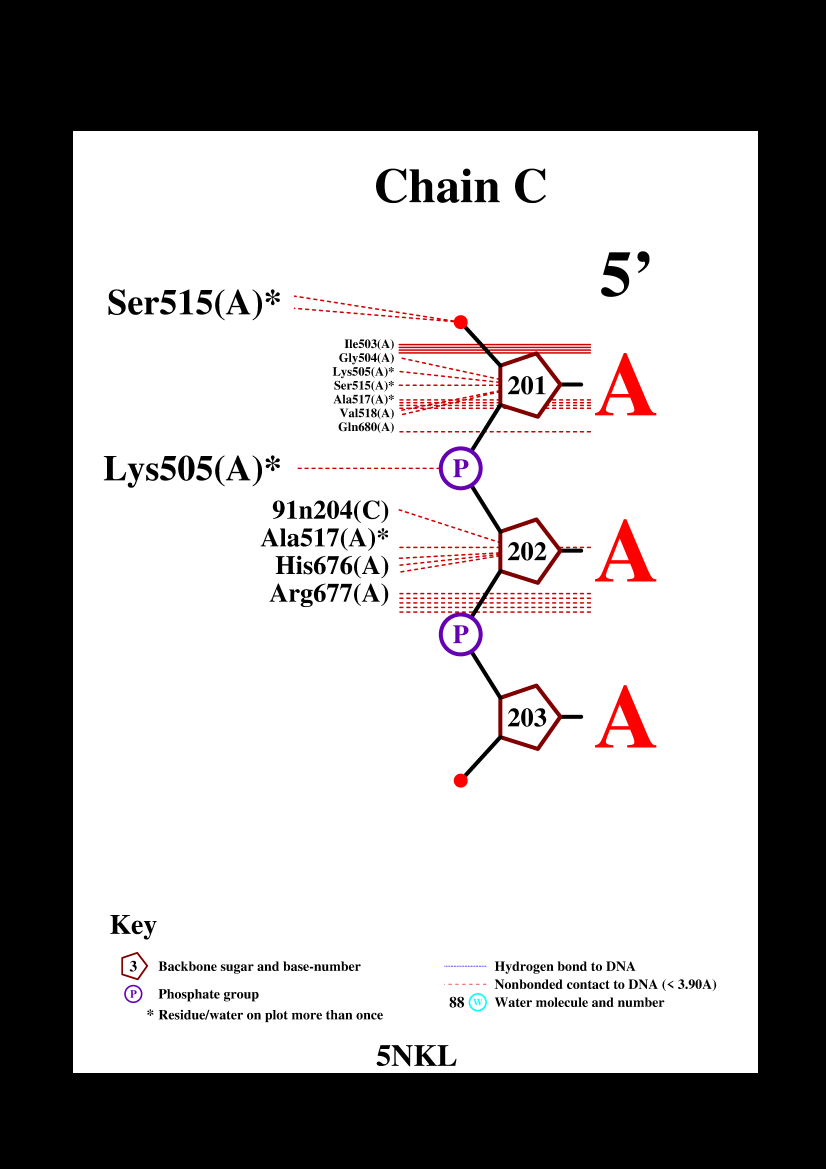 Chain C
5’
Ser515(A)*
Ile503(A)
Gly504(A)
Lys505(A)*
Ser515(A)*
Ala517(A)*
Val518(A)
Gln680(A)
201
A
Lys505(A)*
P
91n204(C)
Ala517(A)*
His676(A)
Arg677(A)
202
A
P
203
A
Key
3 Backbone sugar and base-number
P Phosphate group
* Residue/water on plot more than once
Hydrogen bond to DNA
Nonbonded contact to DNA (< 3.90A)
88 W Water molecule and number
5NKL